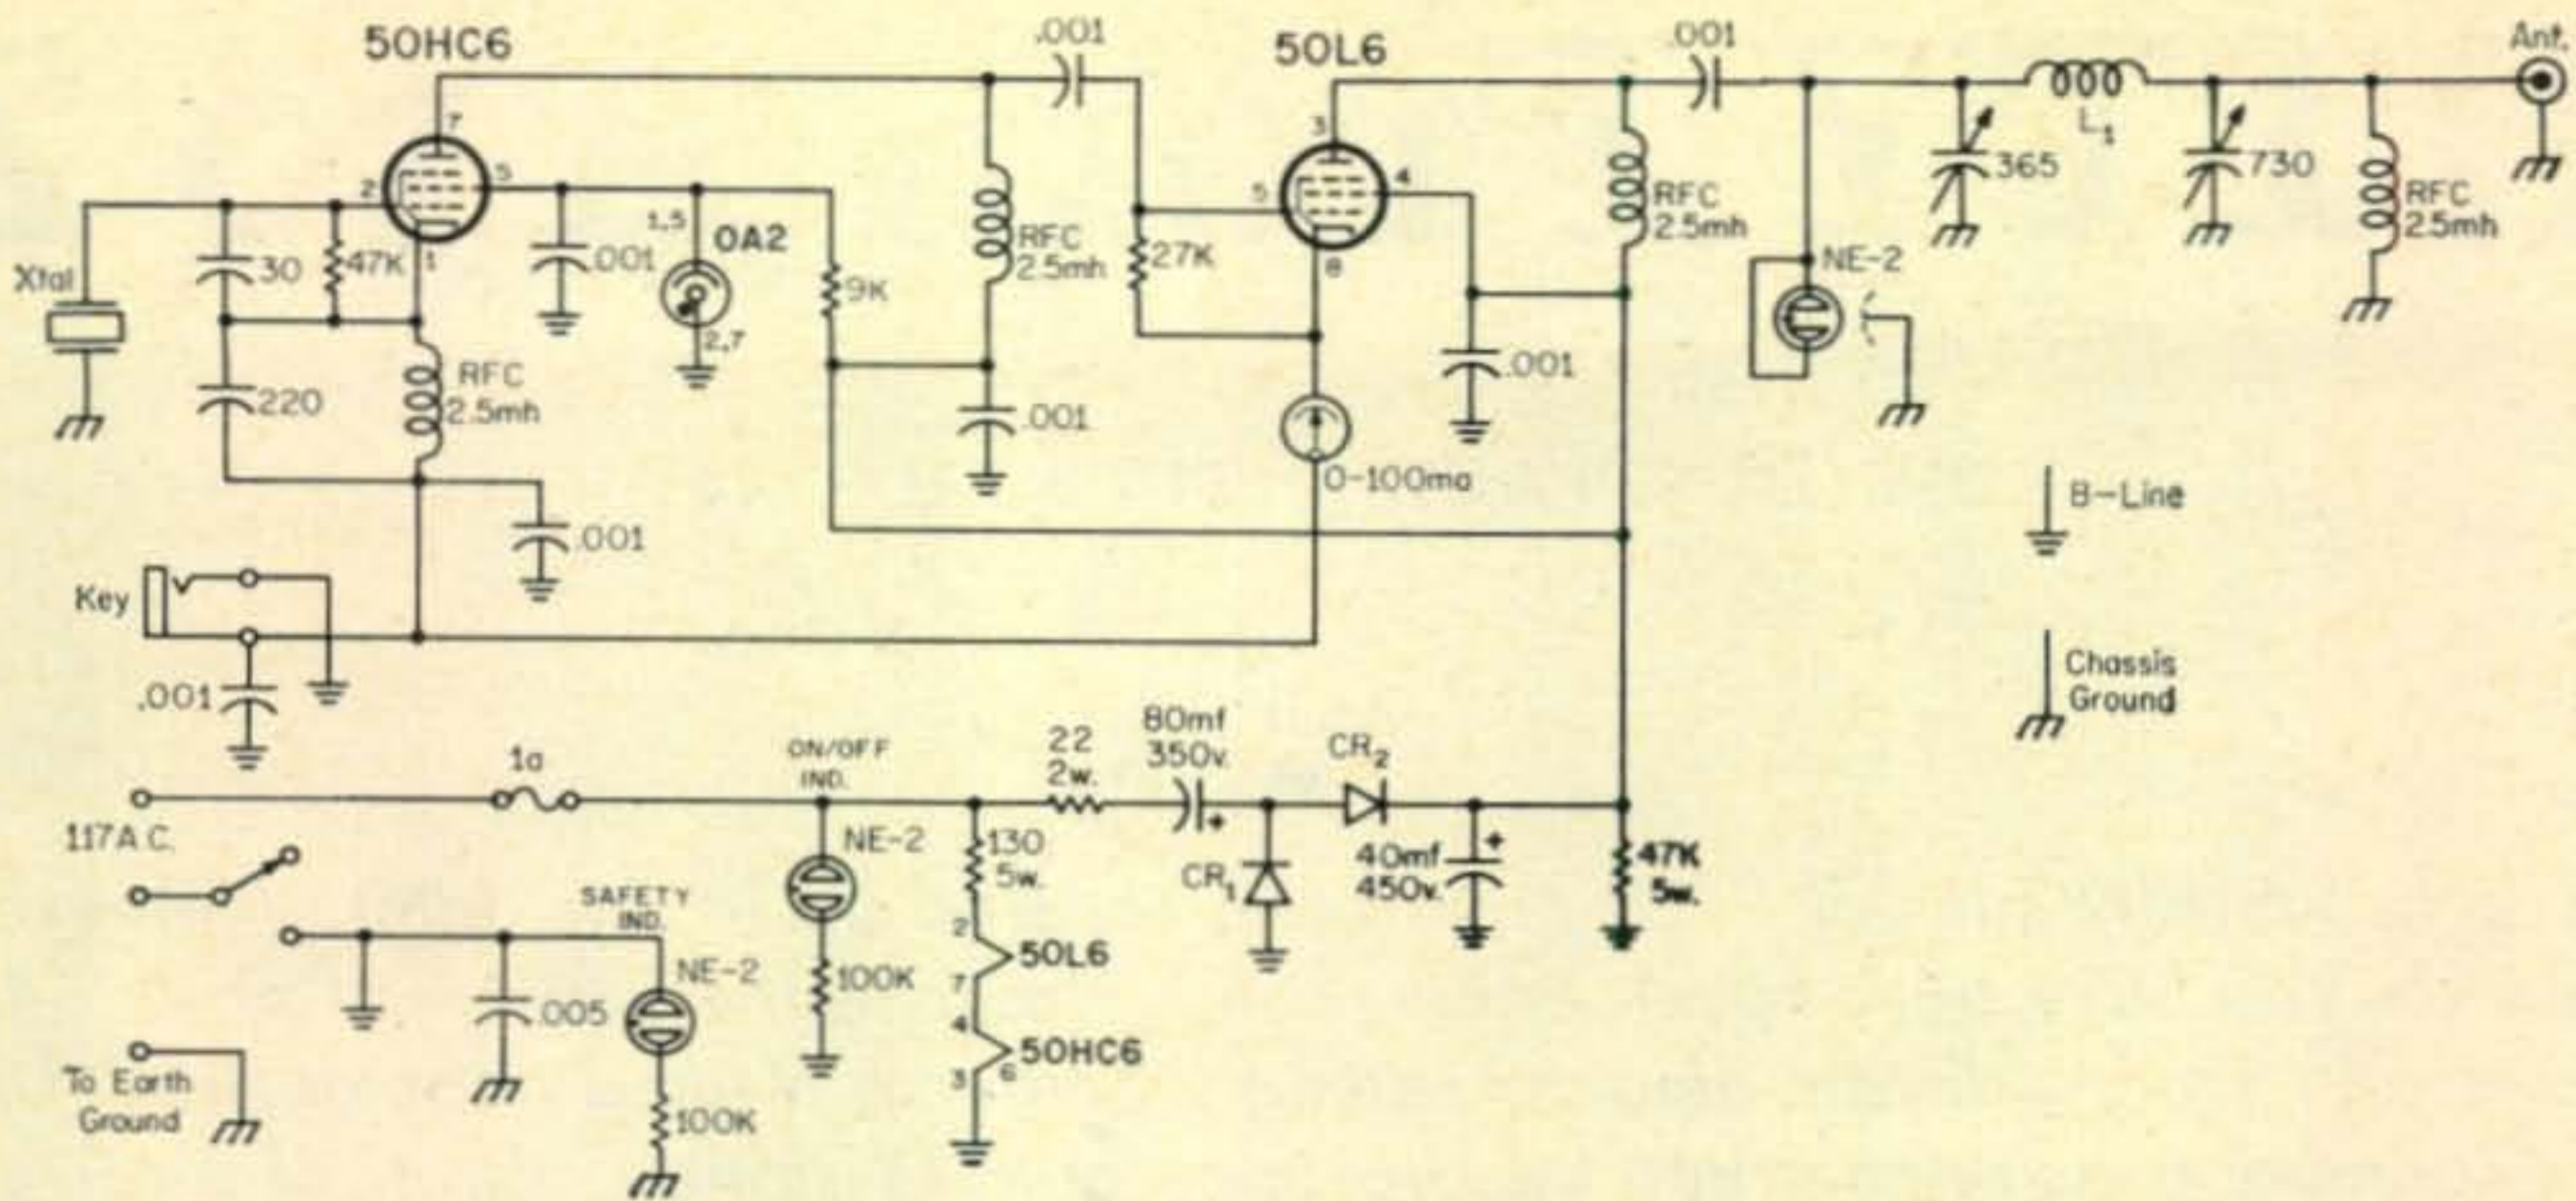 50HC6
.001
50L6
.001
Ant.
7
3
2
5
5
4
1,5
0A2
365
L1
730
RFC
2.5mh
RFC
2.5mh
Xtal
30
47K
1
.001
9K
RFC
2.5mh
27K
8
NE-2
2,7
RFC
2.5mh
220
.001
.001
0-100ma
B-Line
.001
Key
.001
Chassis
Ground
1a
ON/OFF
IND.
22
2w.
80mf
350v.
+
CR2
117A.C.
NE-2
130
5w.
CR1
40mf
450v.
+
47K
5w.
SAFETY
IND.
NE-2
100K
2
50L6
7
.005
4
50HC6
3
6
To Earth
Ground
100K